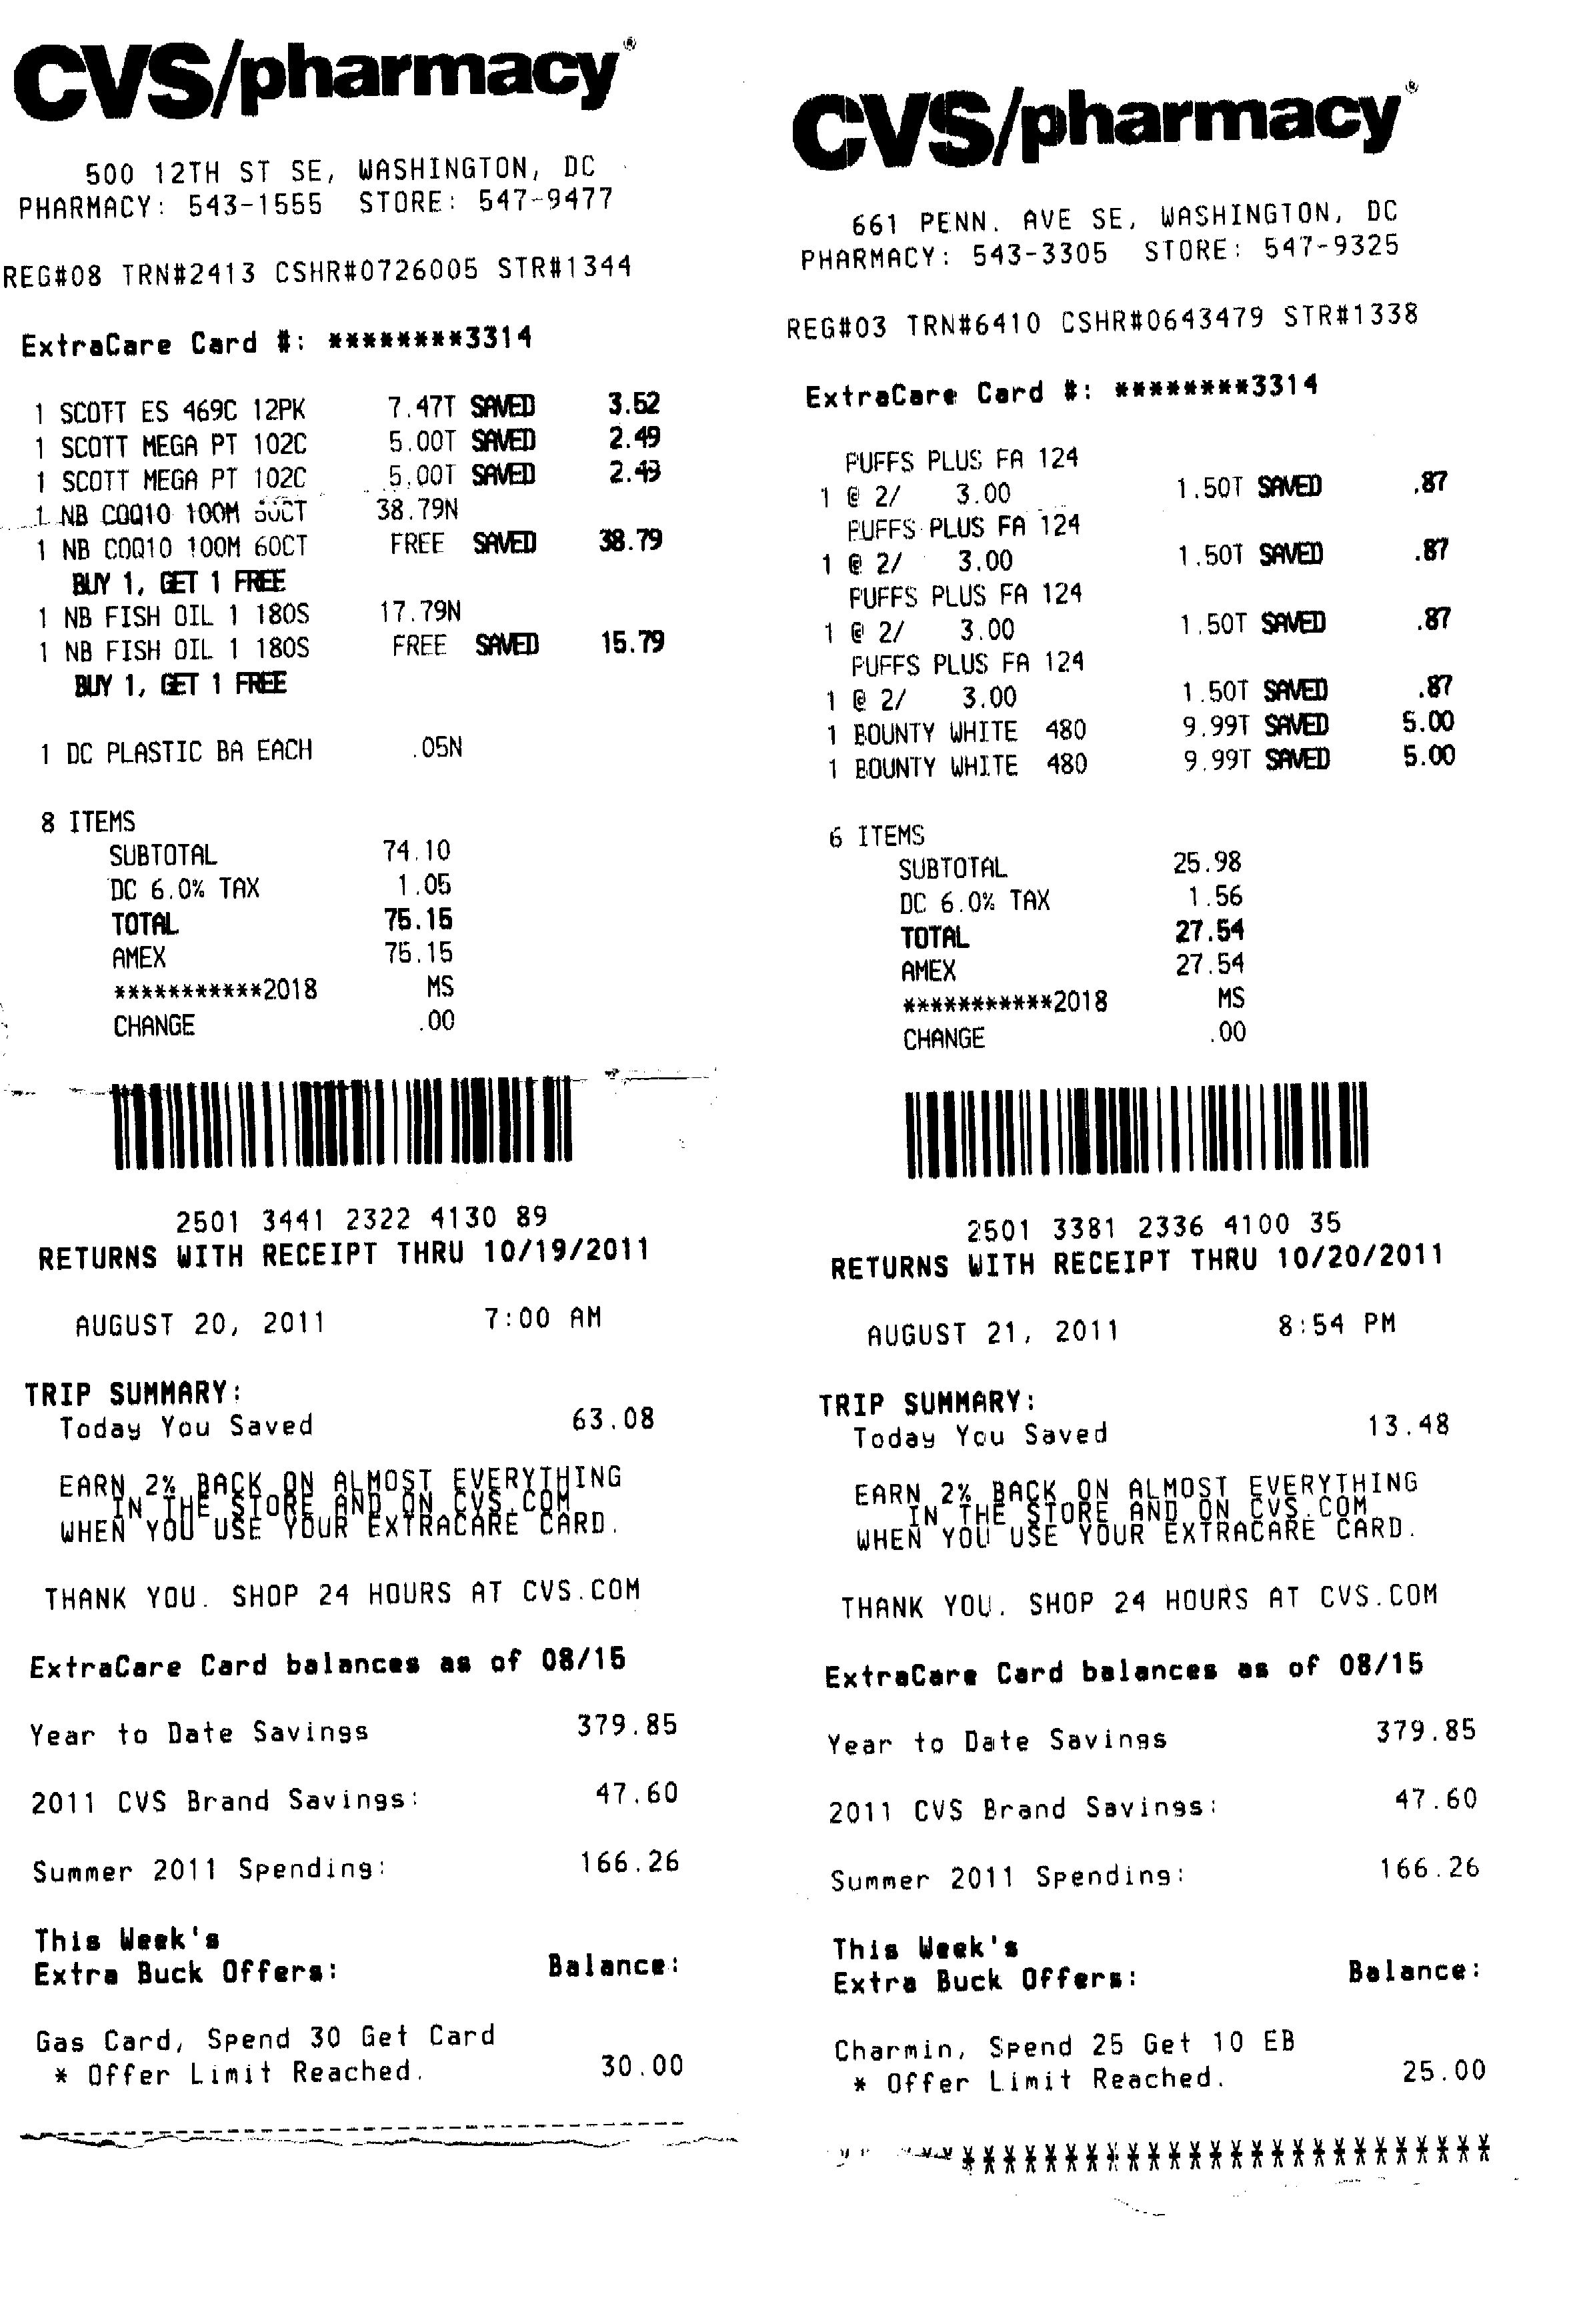 CVS/pharmacy®
500 12TH ST SE, WASHINGTON, DC
PHARMACY: 543-1555 STORE: 547-9477
REG#08 TRN#2413 CSHR#0726005 STR#1344
ExtraCare Card #: ********3314
1 SCOTT ES 469C 12PK 7.47T SAVED 3.52
1 SCOTT MEGA PT 102C 5.00T SAVED 2.49
1 SCOTT MEGA PT 102C 5.00T SAVED 2.49
1 NB COQ10 100M 60CT 38.79N
1 NB COQ10 100M 60CT FREE SAVED 38.79
BUY 1, GET 1 FREE
1 NB FISH OIL 1 180S 17.79N
1 NB FISH OIL 1 180S FREE SAVED 15.79
BUY 1, GET 1 FREE
1 DC PLASTIC BA EACH .05N
8 ITEMS
SUBTOTAL 74.10
DC 6.0% TAX 1.05
TOTAL 75.15
AMEX 75.15
***********2018 MS
CHANGE .00
2501 3441 2322 4130 89
RETURNS WITH RECEIPT THRU 10/19/2011
AUGUST 20, 2011 7:00 AM
TRIP SUMMARY:
Today You Saved 63.08
EARN 2% BACK ON ALMOST EVERYTHING
IN THE STORE AND ON CVS.COM
WHEN YOU USE YOUR EXTRACARE CARD.
THANK YOU. SHOP 24 HOURS AT CVS.COM
ExtraCare Card balances as of 08/15
Year to Date Savings 379.85
2011 CVS Brand Savings: 47.60
Summer 2011 Spending: 166.26
This Week's
Extra Buck Offers: Balance:
Gas Card, Spend 30 Get Card
* Offer Limit Reached. 30.00
CVS/pharmacy®
661 PENN. AVE SE, WASHINGTON, DC
PHARMACY: 543-3305 STORE: 547-9325
REG#03 TRN#6410 CSHR#0643479 STR#1338
ExtraCare Card #: ********3314
PUFFS PLUS FA 124
1 @ 2/ 3.00 1.50T SAVED .87
PUFFS PLUS FA 124
1 @ 2/ 3.00 1.50T SAVED .87
PUFFS PLUS FA 124
1 @ 2/ 3.00 1.50T SAVED .87
PUFFS PLUS FA 124
1 @ 2/ 3.00 1.50T SAVED .87
1 BOUNTY WHITE 480 9.99T SAVED 5.00
1 BOUNTY WHITE 480 9.99T SAVED 5.00
6 ITEMS
SUBTOTAL 25.98
DC 6.0% TAX 1.56
TOTAL 27.54
AMEX 27.54
***********2018 MS
CHANGE .00
2501 3381 2336 4100 35
RETURNS WITH RECEIPT THRU 10/20/2011
AUGUST 21, 2011 8:54 PM
TRIP SUMMARY:
Today You Saved 13.48
EARN 2% BACK ON ALMOST EVERYTHING
IN THE STORE AND ON CVS.COM
WHEN YOU USE YOUR EXTRACARE CARD.
THANK YOU. SHOP 24 HOURS AT CVS.COM
ExtraCare Card balances as of 08/15
Year to Date Savings 379.85
2011 CVS Brand Savings: 47.60
Summer 2011 Spending: 166.26
This Week's
Extra Buck Offers: Balance:
Charmin, Spend 25 Get 10 EB
* Offer Limit Reached. 25.00